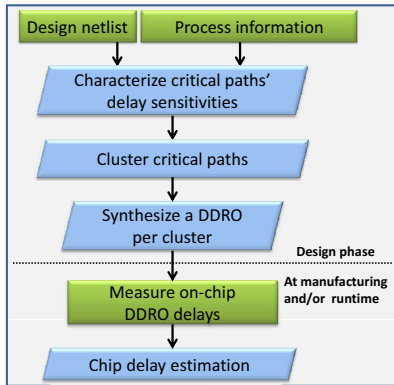 Design netlist
Process information
Characterize critical paths'
delay sensitivities
Cluster critical paths
Synthesize a DDRO
per cluster
Design phase
At manufacturing
and/or runtime
Measure on-chip
DDRO delays
Chip delay estimation